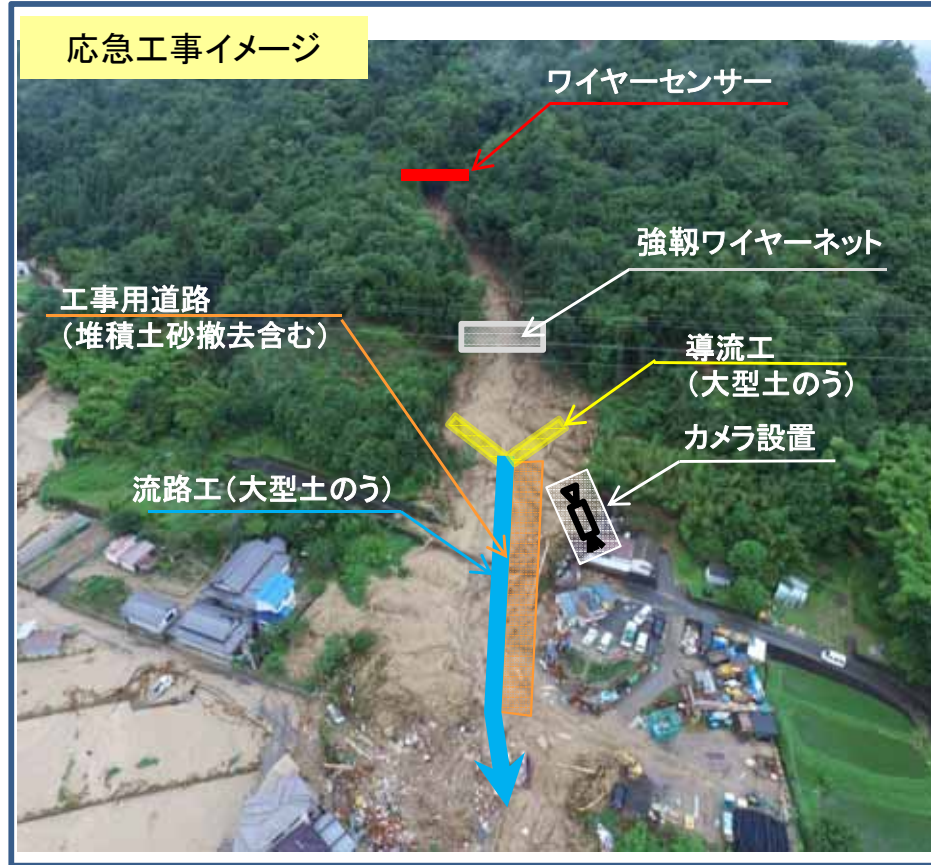 応急工事イメージ
ワイヤーセンサー
強靱ワイヤーネット
工事用道路
(堆積土砂撤去含む)
導流工
(大型土のう)
カメラ設置
流路工(大型土のう)